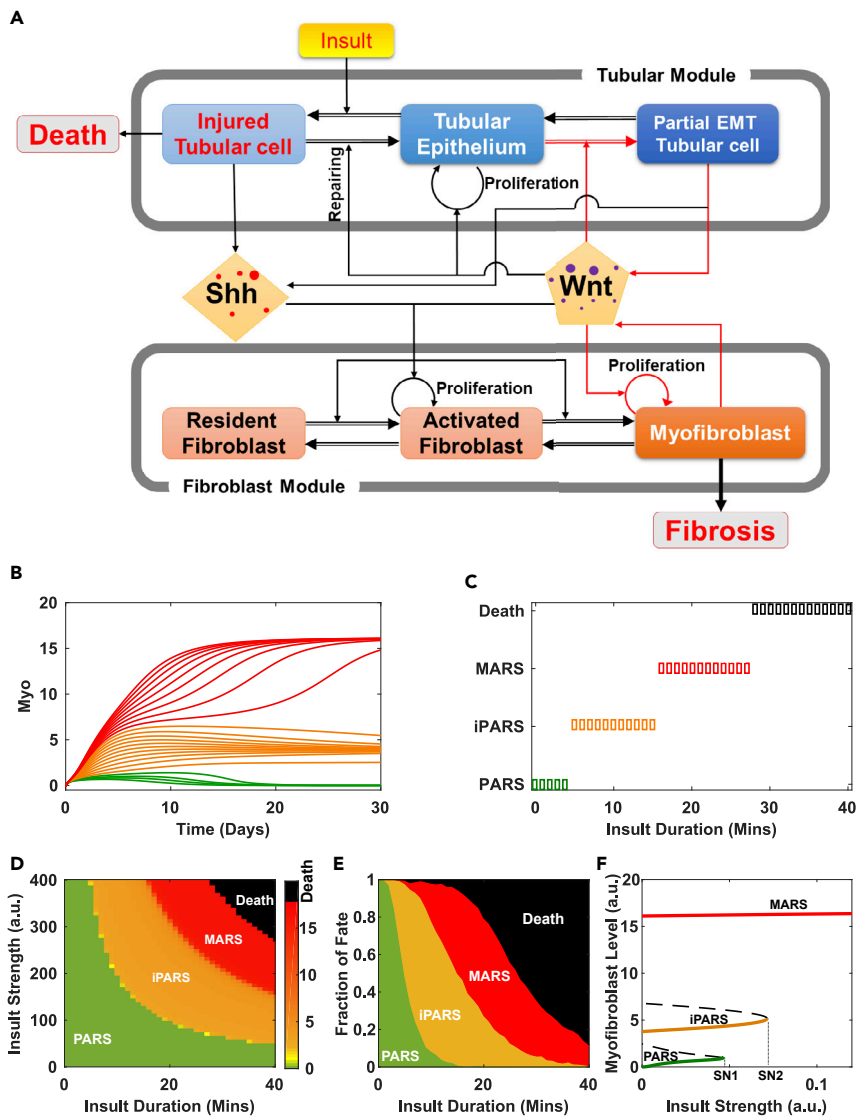 A
Insult
Tubular Module
Death
Injured
Tubular cell
Tubular
Epithelium
Partial EMT
Tubular cell
Repairing
Proliferation
Shh
Wnt
Proliferation
Proliferation
Resident
Fibroblast
Activated
Fibroblast
Myofibroblast
Fibroblast Module
Fibrosis
B
20
15
10
5
0
Myo
0 10 20 30
Time (Days)
C
Death
MARS
iPARS
PARS
0 10 20 30 40
Insult Duration (Mins)
D
400
300
200
100
0
Insult Strength (a.u.)
Death
MARS
iPARS
PARS
0 20 40
Insult Duration (Mins)
Death
15
10
5
0
E
1
0.8
0.6
0.4
0.2
0
Fraction of Fate
Death
MARS
iPARS
PARS
0 20 40
Insult Duration (Mins)
F
20
15
10
5
0
Myofibroblast Level (a.u.)
MARS
iPARS
PARS
SN1 SN2
0 0.1
Insult Strength (a.u.)